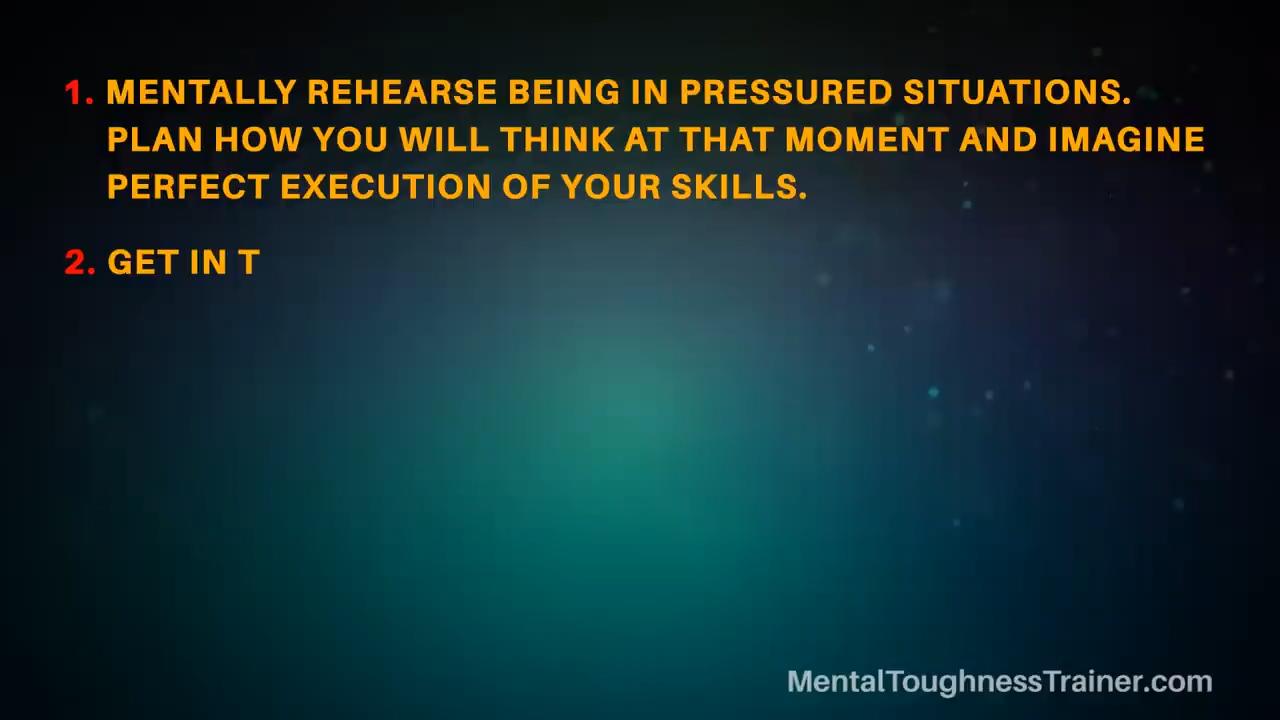 1. MENTALLY REHEARSE BEING IN PRESSURED SITUATIONS.
PLAN HOW YOU WILL THINK AT THAT MOMENT AND IMAGINE
PERFECT EXECUTION OF YOUR SKILLS.
2. GET IN T
MentalToughnessTrainer.com